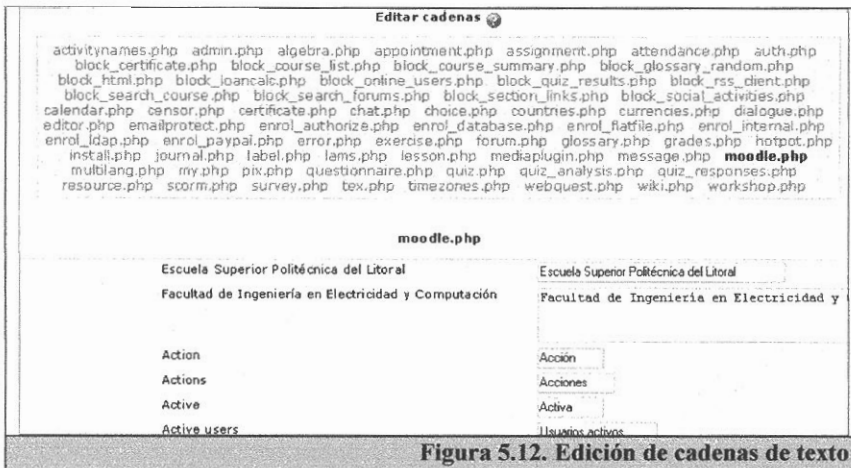 Editar cadenas
activitynames.php admin.php algebra.php appointment.php assignment.php attendance.php auth.php
block_certificate.php block_course_list.php block_course_summary.php block_glossary_random.php
block_html.php block_loancalc.php block_online_users.php block_quiz_results.php block_rss_client.php
block_search_course.php block_search_forums.php block_section_links.php block_social_activities.php
calendar.php censor.php certificate.php chat.php choice.php countries.php currencies.php dialogue.php
editor.php emailprotect.php enrol_authorize.php enrol_database.php enrol_flatfile.php enrol_internal.php
enrol_ldap.php enrol_paypal.php error.php exercise.php forum.php glossary.php grades.php hotpot.php
install.php journal.php label.php lams.php lesson.php mediaplugin.php message.php moodle.php
multilang.php my.php pix.php questionnaire.php quiz.php quiz_analysis.php quiz_responses.php
resource.php scorm.php survey.php tex.php timezones.php webquest.php wiki.php workshop.php
moodle.php
Escuela Superior Politécnica del Litoral Escuela Superior Politécnica del Litoral
Facultad de Ingeniería en Electricidad y Computación Facultad de Ingeniería en Electricidad y
Action Acción
Actions Acciones
Active Activa
Active users Usuarios activos
Figura 5.12. Edición de cadenas de texto